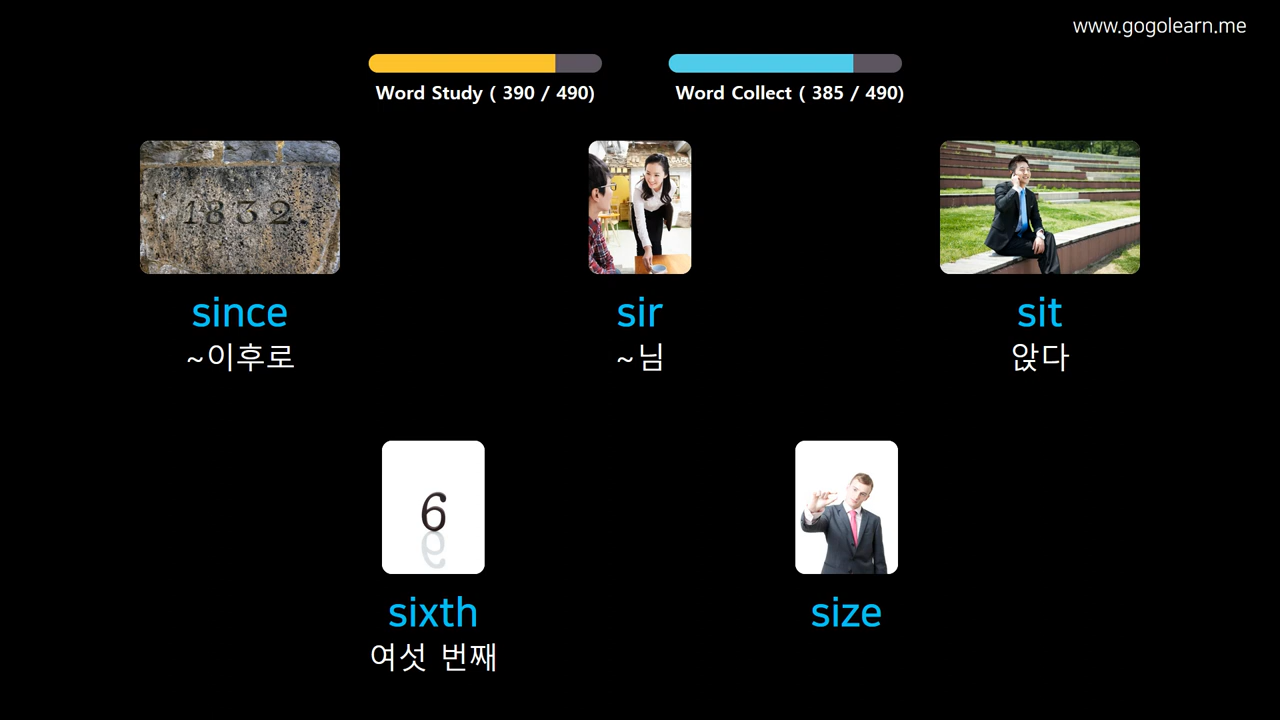 www.gogolearn.me
Word Study ( 390 / 490)
Word Collect ( 385 / 490)
1832.
since
~이후로
sir
~님
sit
앉다
6
sixth
여섯 번째
size